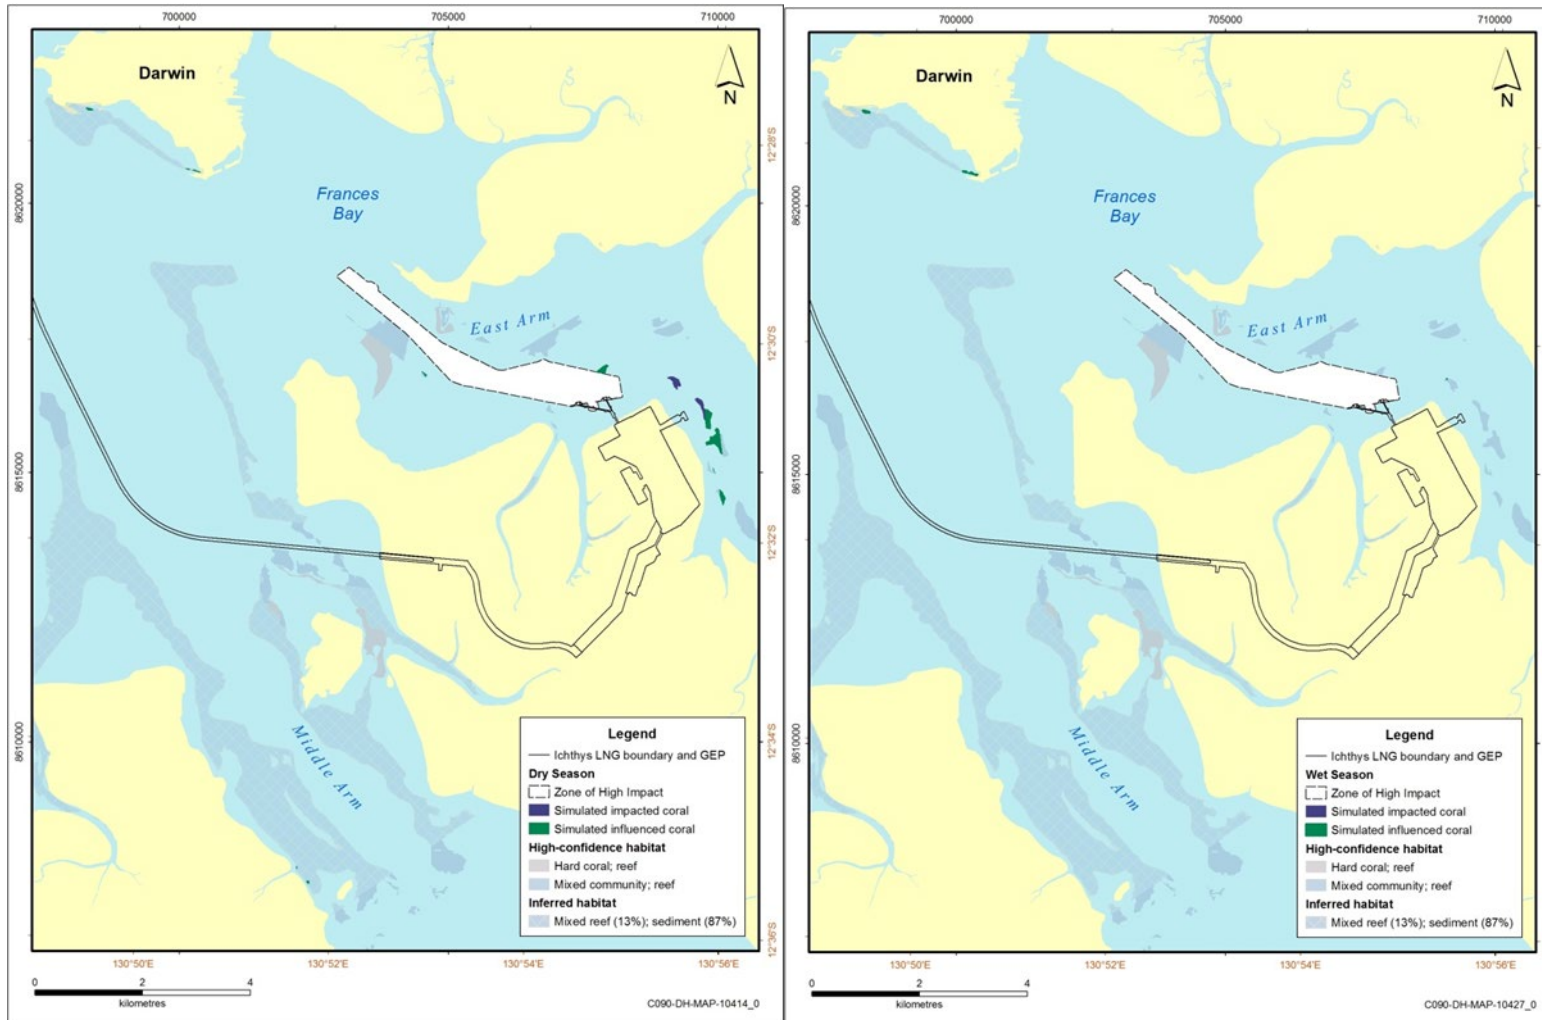 700000
705000
710000
Darwin
N
12°28'S
8620000
Frances
Bay
East Arm
12°30'S
8615000
12°32'S
8610000
Middle Arm
12°34'S
Legend
Ichthys LNG boundary and GEP
Dry Season
Zone of High Impact
Simulated impacted coral
Simulated influenced coral
High-confidence habitat
Hard coral; reef
Mixed community; reef
Inferred habitat
Mixed reef (13%); sediment (87%)
12°36'S
130°50'E
130°52'E
130°54'E
130°56'E
0
2
4
kilometres
C090-DH-MAP-10414_0
700000
705000
710000
Darwin
N
8620000
Frances
Bay
East Arm
8615000
8610000
Middle Arm
Legend
Ichthys LNG boundary and GEP
Wet Season
Zone of High Impact
Simulated impacted coral
Simulated influenced coral
High-confidence habitat
Hard coral; reef
Mixed community; reef
Inferred habitat
Mixed reef (13%); sediment (87%)
130°50'E
130°52'E
130°54'E
130°56'E
0
2
4
kilometres
C090-DH-MAP-10427_0